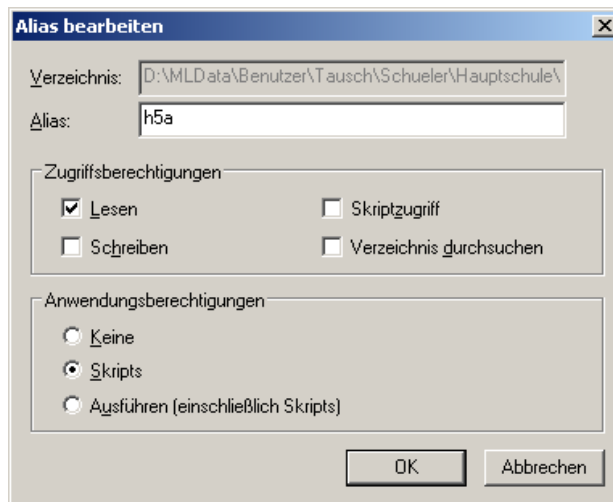 Alias bearbeiten
Verzeichnis: D:\MLData\Benutzer\Tausch\Schueler\Hauptschule\
Alias: h5a
Zugriffsberechtigungen
Lesen Skriptzugriff
Schreiben Verzeichnis durchsuchen
Anwendungsberechtigungen
Keine
Skripts
Ausführen (einschließlich Skripts)
OK Abbrechen